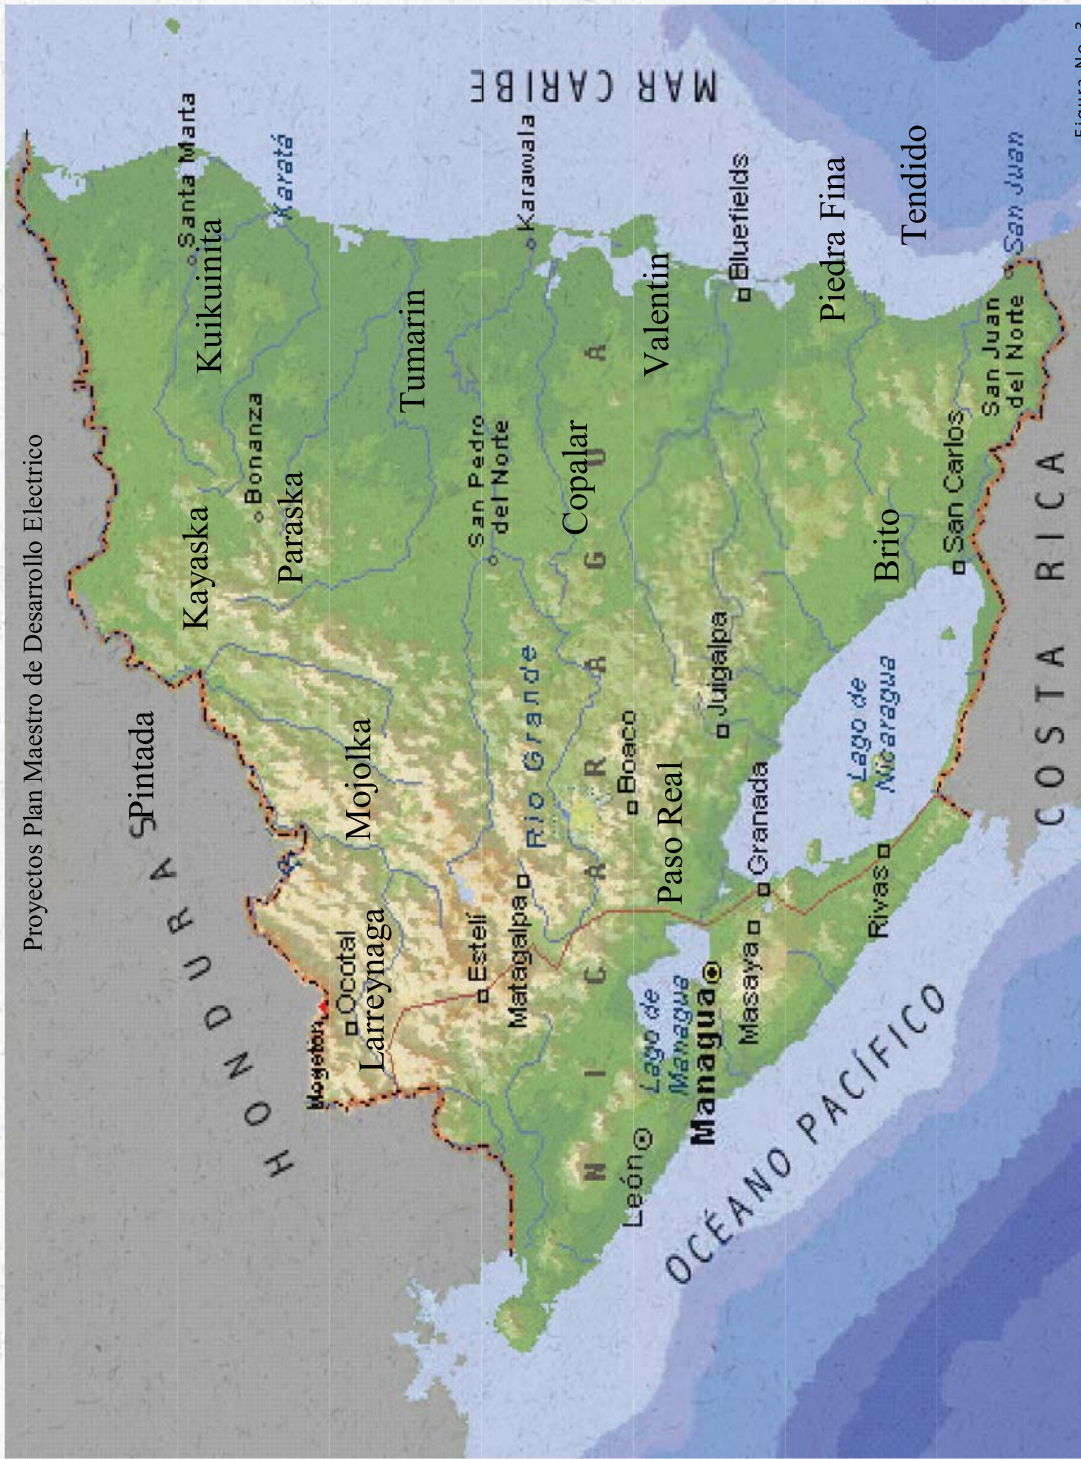 Proyectos Plan Maestro de Desarrollo Electrico
HONDURAS
Pintada
Santa Marta
Kuikuinita
Karatá
Kayaska
Bonanza
Paraska
MAR CARIBE
Mojolka
Tumarin
Ocotal
Larreynaga
San Pedro
del Norte
Karawala
Estelí
Matagalpa
Rio Grande
Copalar
NICARAGUA
Boaco
Paso Real
Valentin
León
Lago de
Managua
Managua
Juigalpa
Bluefields
Masaya
Granada
Piedra Fina
Rivas
Lago de
Nicaragua
Brito
Tendido
San Carlos
San Juan
San Juan
del Norte
OCÉANO PACÍFICO
COSTA RICA